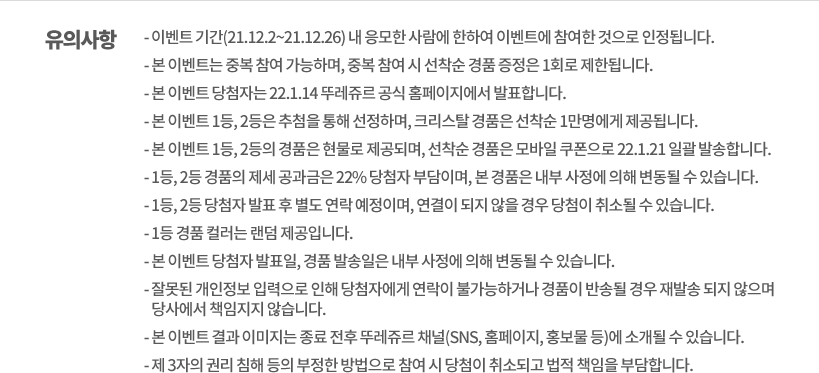 유의사항
- 이벤트 기간(21.12.2~21.12.26) 내 응모한 사람에 한하여 이벤트에 참여한 것으로 인정됩니다.
- 본 이벤트는 중복 참여 가능하며, 중복 참여 시 선착순 경품 증정은 1회로 제한됩니다.
- 본 이벤트 당첨자는 22.1.14 뚜레쥬르 공식 홈페이지에서 발표합니다.
- 본 이벤트 1등, 2등은 추첨을 통해 선정하며, 크리스탈 경품은 선착순 1만명에게 제공됩니다.
- 본 이벤트 1등, 2등의 경품은 현물로 제공되며, 선착순 경품은 모바일 쿠폰으로 22.1.21 일괄 발송합니다.
- 1등, 2등 경품의 제세 공과금은 22% 당첨자 부담이며, 본 경품은 내부 사정에 의해 변동될 수 있습니다.
- 1등, 2등 당첨자 발표 후 별도 연락 예정이며, 연결이 되지 않을 경우 당첨이 취소될 수 있습니다.
- 1등 경품 컬러는 랜덤 제공입니다.
- 본 이벤트 당첨자 발표일, 경품 발송일은 내부 사정에 의해 변동될 수 있습니다.
- 잘못된 개인정보 입력으로 인해 당첨자에게 연락이 불가능하거나 경품이 반송될 경우 재발송 되지 않으며
당사에서 책임지지 않습니다.
- 본 이벤트 결과 이미지는 종료 전후 뚜레쥬르 채널(SNS, 홈페이지, 홍보물 등)에 소개될 수 있습니다.
- 제 3자의 권리 침해 등의 부정한 방법으로 참여 시 당첨이 취소되고 법적 책임을 부담합니다.